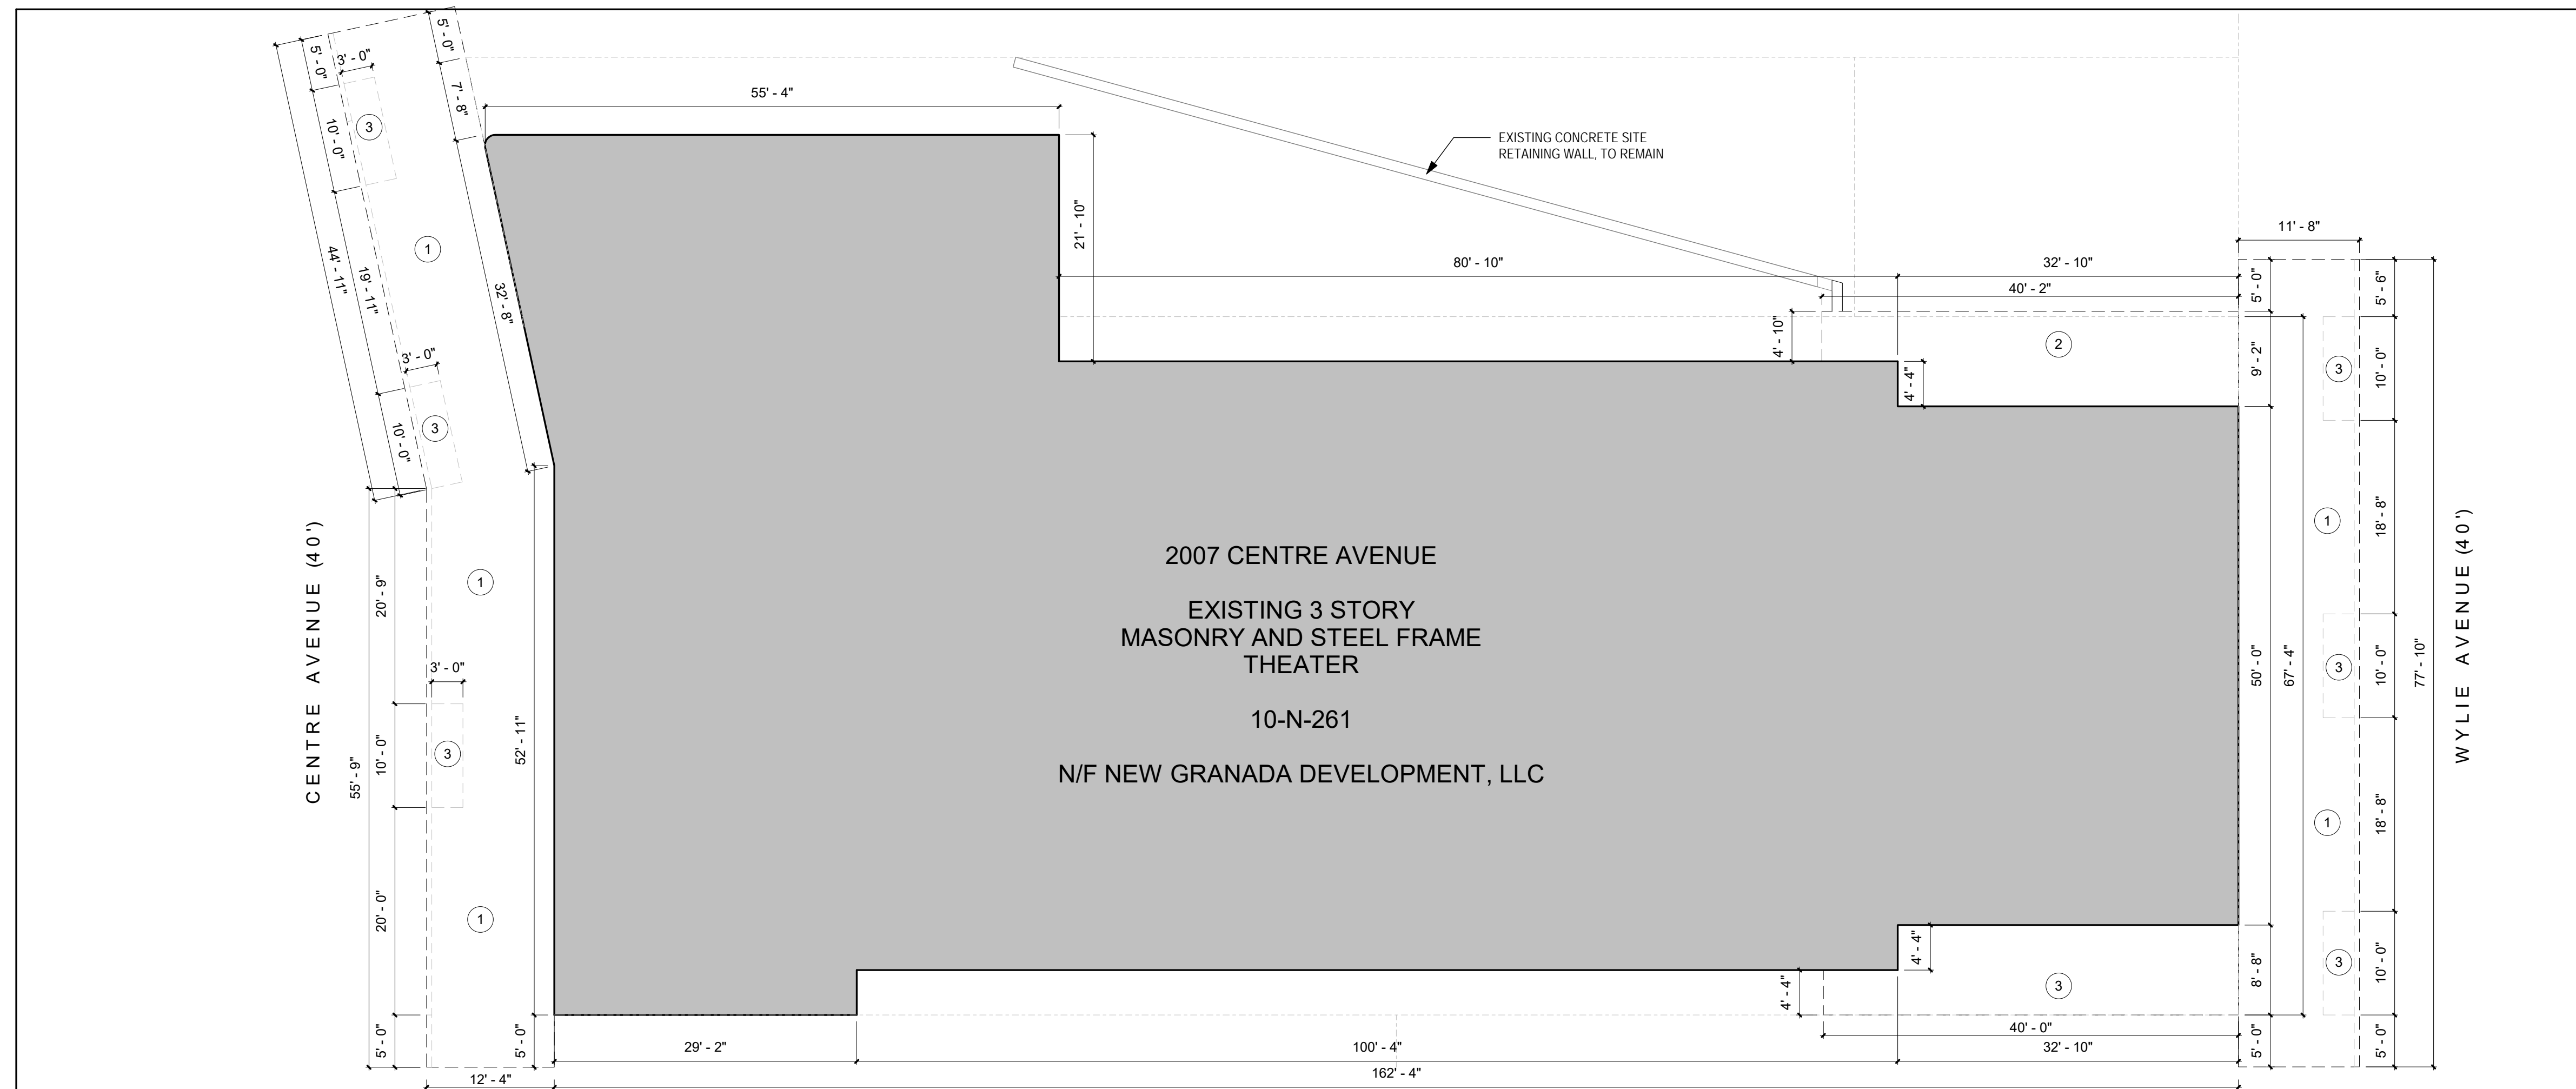 5' - 0"
5' - 0"
3' - 0"
7' - 8"
55' - 4"
10' - 0"
3
EXISTING CONCRETE SITE
RETAINING WALL, TO REMAIN
21' - 10"
11' - 8"
1
44' - 11"
19' - 11"
32' - 8"
80' - 10"
32' - 10"
40' - 2"
5' - 0"
5' - 6"
4' - 10"
2
9' - 2"
3' - 0"
4' - 4"
3
10' - 0"
3
10' - 0"
CENTRE AVENUE (40')
WYLIE AVENUE (40')
1
18' - 8"
2007 CENTRE AVENUE
20' - 9"
1
EXISTING 3 STORY
MASONRY AND STEEL FRAME
THEATER
3' - 0"
50' - 0"
67' - 4"
3
10' - 0"
77' - 10"
10-N-261
55' - 9"
10' - 0"
3
52' - 11"
N/F NEW GRANADA DEVELOPMENT, LLC
1
18' - 8"
20' - 0"
1
4' - 4"
4' - 4"
3
8' - 8"
3
10' - 0"
5' - 0"
5' - 0"
29' - 2"
100' - 4"
40' - 0"
32' - 10"
5' - 0"
5' - 0"
12' - 4"
162' - 4"